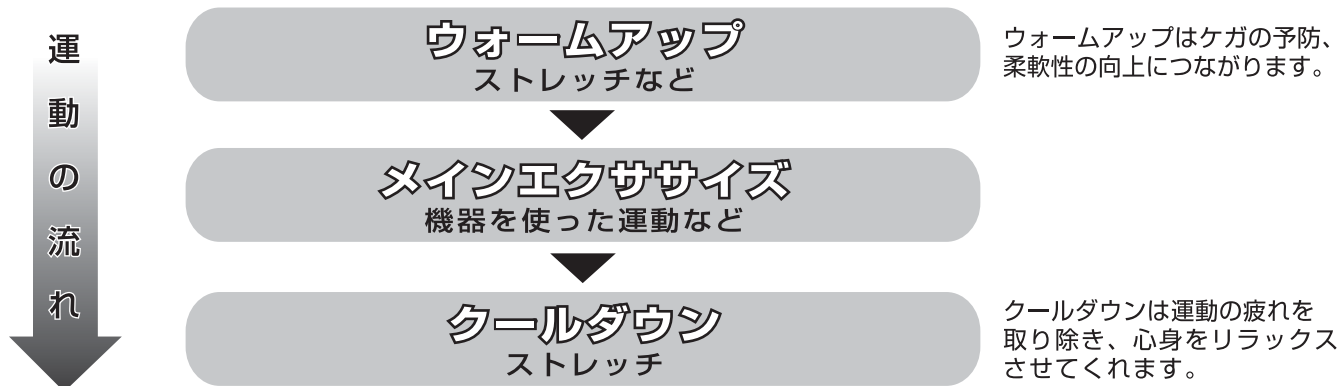 運動の流れ
ウォームアップ
ストレッチなど
ウォームアップはケガの予防、
柔軟性の向上につながります。
メインエクササイズ
機器を使った運動など
クールダウン
ストレッチ
クールダウンは運動の疲れを
取り除き、心身をリラックス
させてくれます。